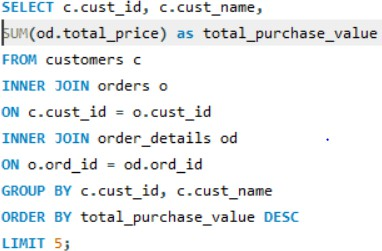 SELECT c.cust_id, c.cust_name,
SUM(od.total_price) as total_purchase_value
FROM customers c
INNER JOIN orders o
ON c.cust_id = o.cust_id
INNER JOIN order_details od
ON o.ord_id = od.ord_id
GROUP BY c.cust_id, c.cust_name
ORDER BY total_purchase_value DESC
LIMIT 5;